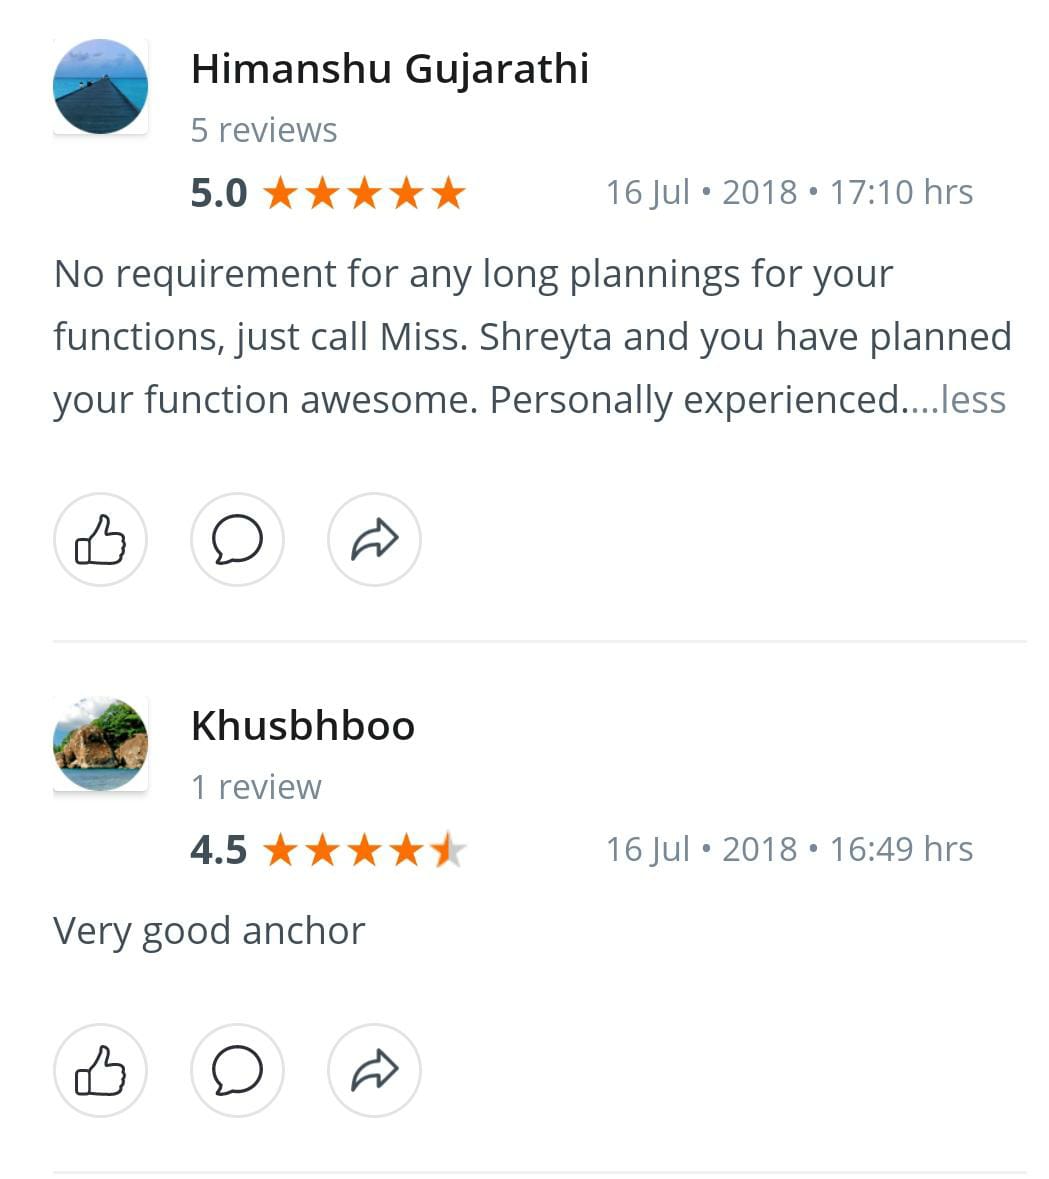 Himanshu Gujarathi
5 reviews
5.0 ★★★★★ 16 Jul • 2018 • 17:10 hrs
No requirement for any long plannings for your
functions, just call Miss. Shreyta and you have planned
your function awesome. Personally experienced....less
Khusbhboo
1 review
4.5 16 Jul • 2018 • 16:49 hrs
Very good anchor